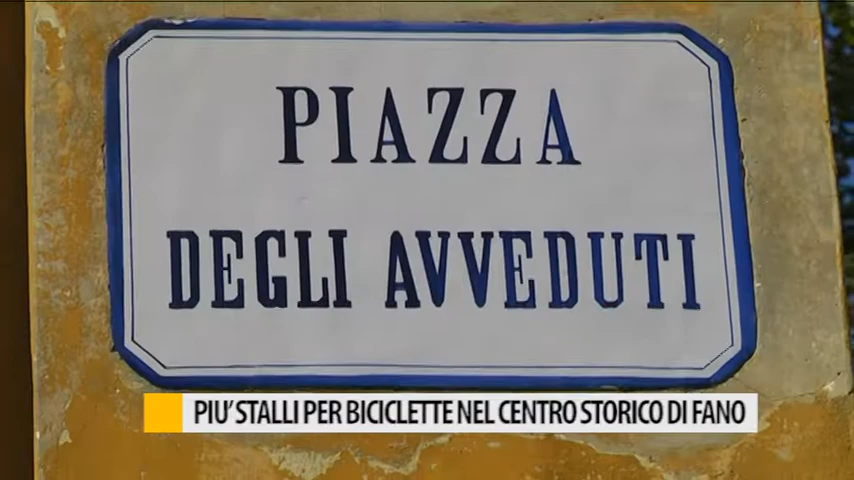 PIAZZA
DEGLI AVVEDUTI
PIU' STALLI PER BICICLETTE NEL CENTRO STORICO DI FANO